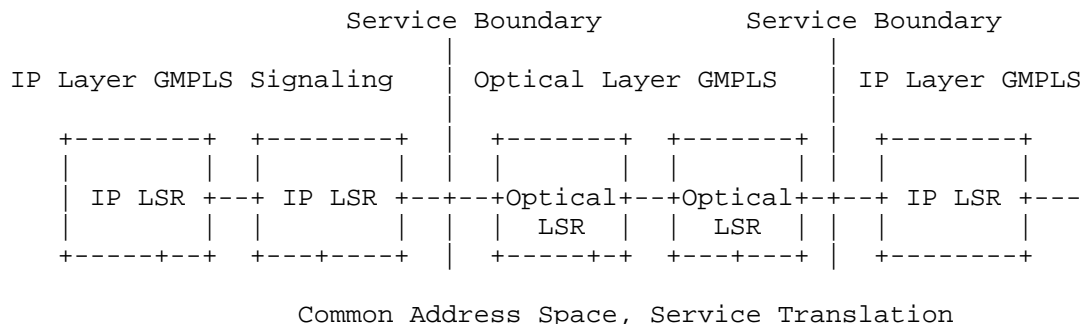 Service Boundary Service Boundary
IP Layer GMPLS Signaling Optical Layer GMPLS IP Layer GMPLS
IP LSR IP LSR Optical Optical IP LSR
LSR LSR
Common Address Space, Service Translation